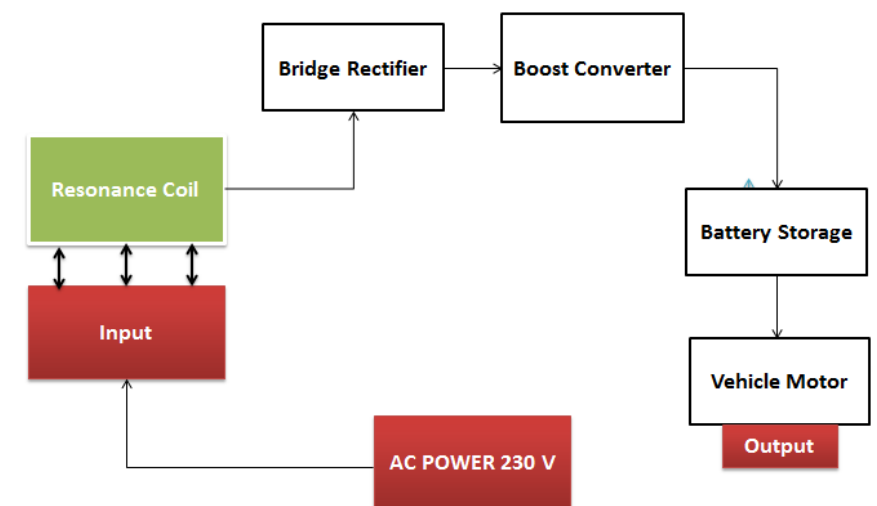 Bridge Rectifier
Boost Converter
Resonance Coil
Battery Storage
Input
Vehicle Motor
Output
AC POWER 230 V